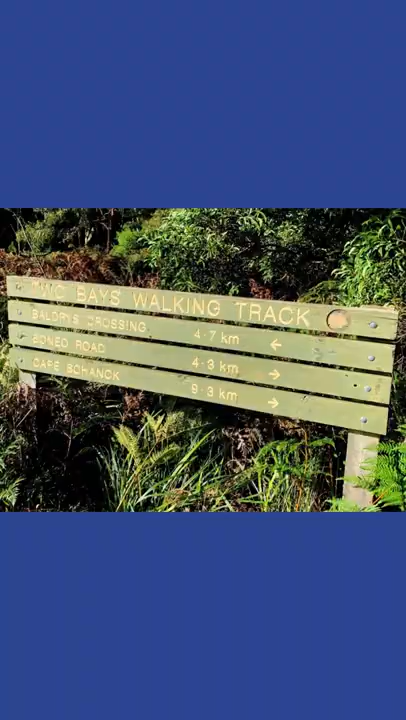 TWO BAYS WALKING TRACK
BALDRYS CROSSING 4·7 km ←
BONEO ROAD 4·3 km →
CAPE SCHANCK 9·3 km →